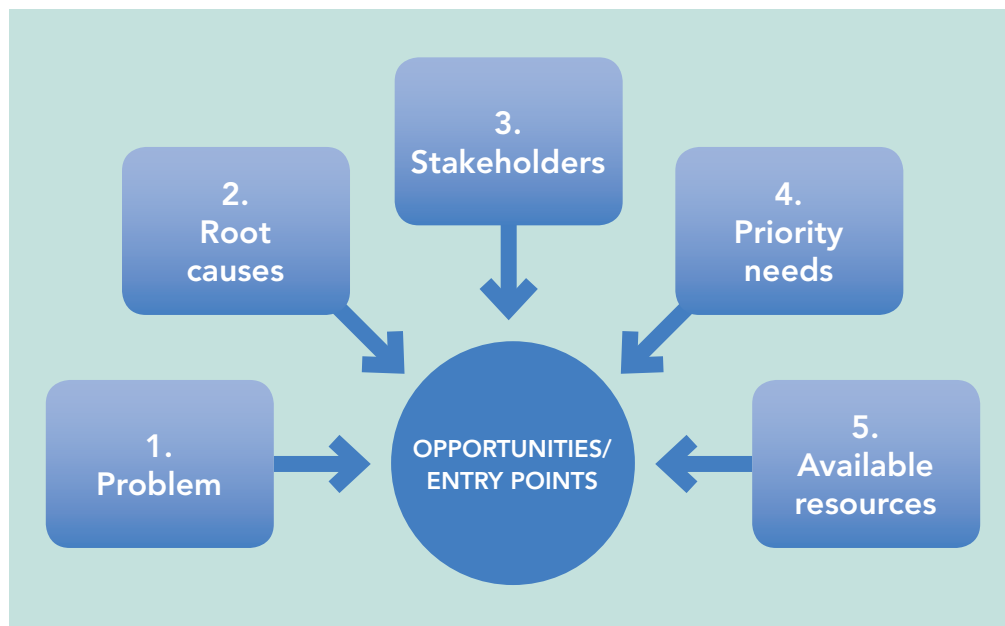 1.
Problem
2.
Root
causes
3.
Stakeholders
4.
Priority
needs
5.
Available
resources
OPPORTUNITIES/
ENTRY POINTS